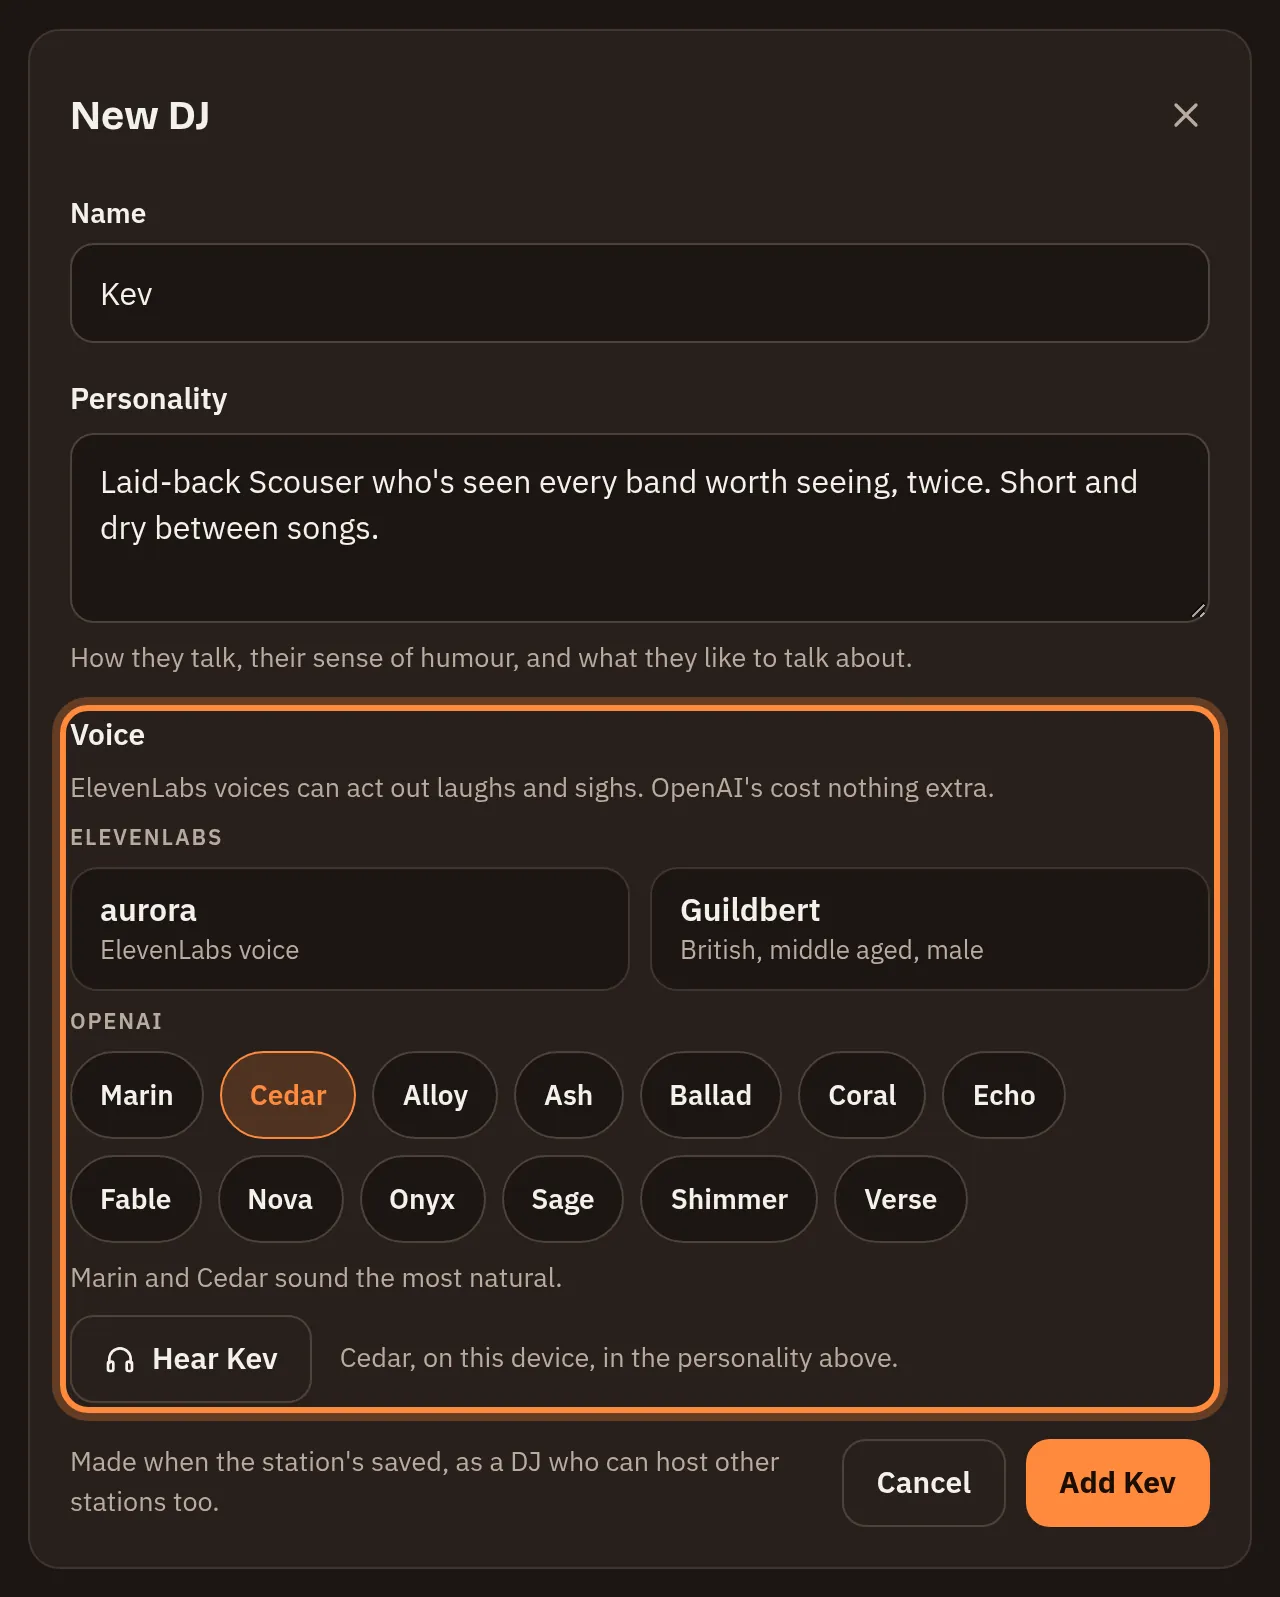 New DJ
Name
Kev
Personality
Laid-back Scouser who's seen every band worth seeing, twice. Short and
dry between songs.
How they talk, their sense of humour, and what they like to talk about.
Voice
ElevenLabs voices can act out laughs and sighs. OpenAI's cost nothing extra.
ELEVENLABS
aurora
ElevenLabs voice
Guildbert
British, middle aged, male
OPENAI
Marin Cedar Alloy Ash Ballad Coral Echo
Fable Nova Onyx Sage Shimmer Verse
Marin and Cedar sound the most natural.
Hear Kev Cedar, on this device, in the personality above.
Made when the station's saved, as a DJ who can host other
stations too.
Cancel Add Kev